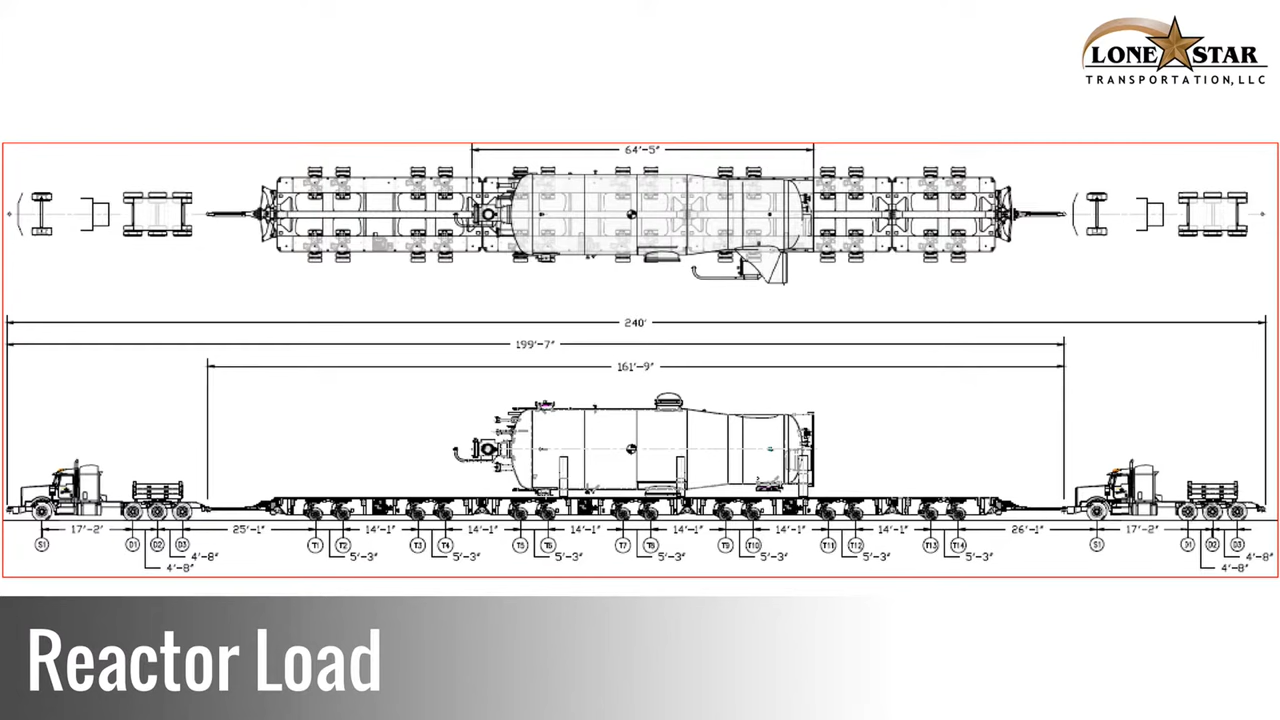 LONE STAR
TRANSPORTATION, LLC
64'-5"
240'
199'-7"
161'-9"
17'-2" 25'-1" 14'-1" 14'-1" 14'-1" 14'-1" 14'-1" 14'-1" 26'-1" 17'-2"
S1 D1 D2 D3 T1 T2 T3 T4 T5 T6 T7 T8 T9 T10 T11 T12 T13 T14 S1 D1 D2 D3
4'-8" 5'-3" 5'-3" 5'-3" 5'-3" 5'-3" 5'-3" 5'-3" 4'-8"
4'-8" 4'-8"
Reactor Load